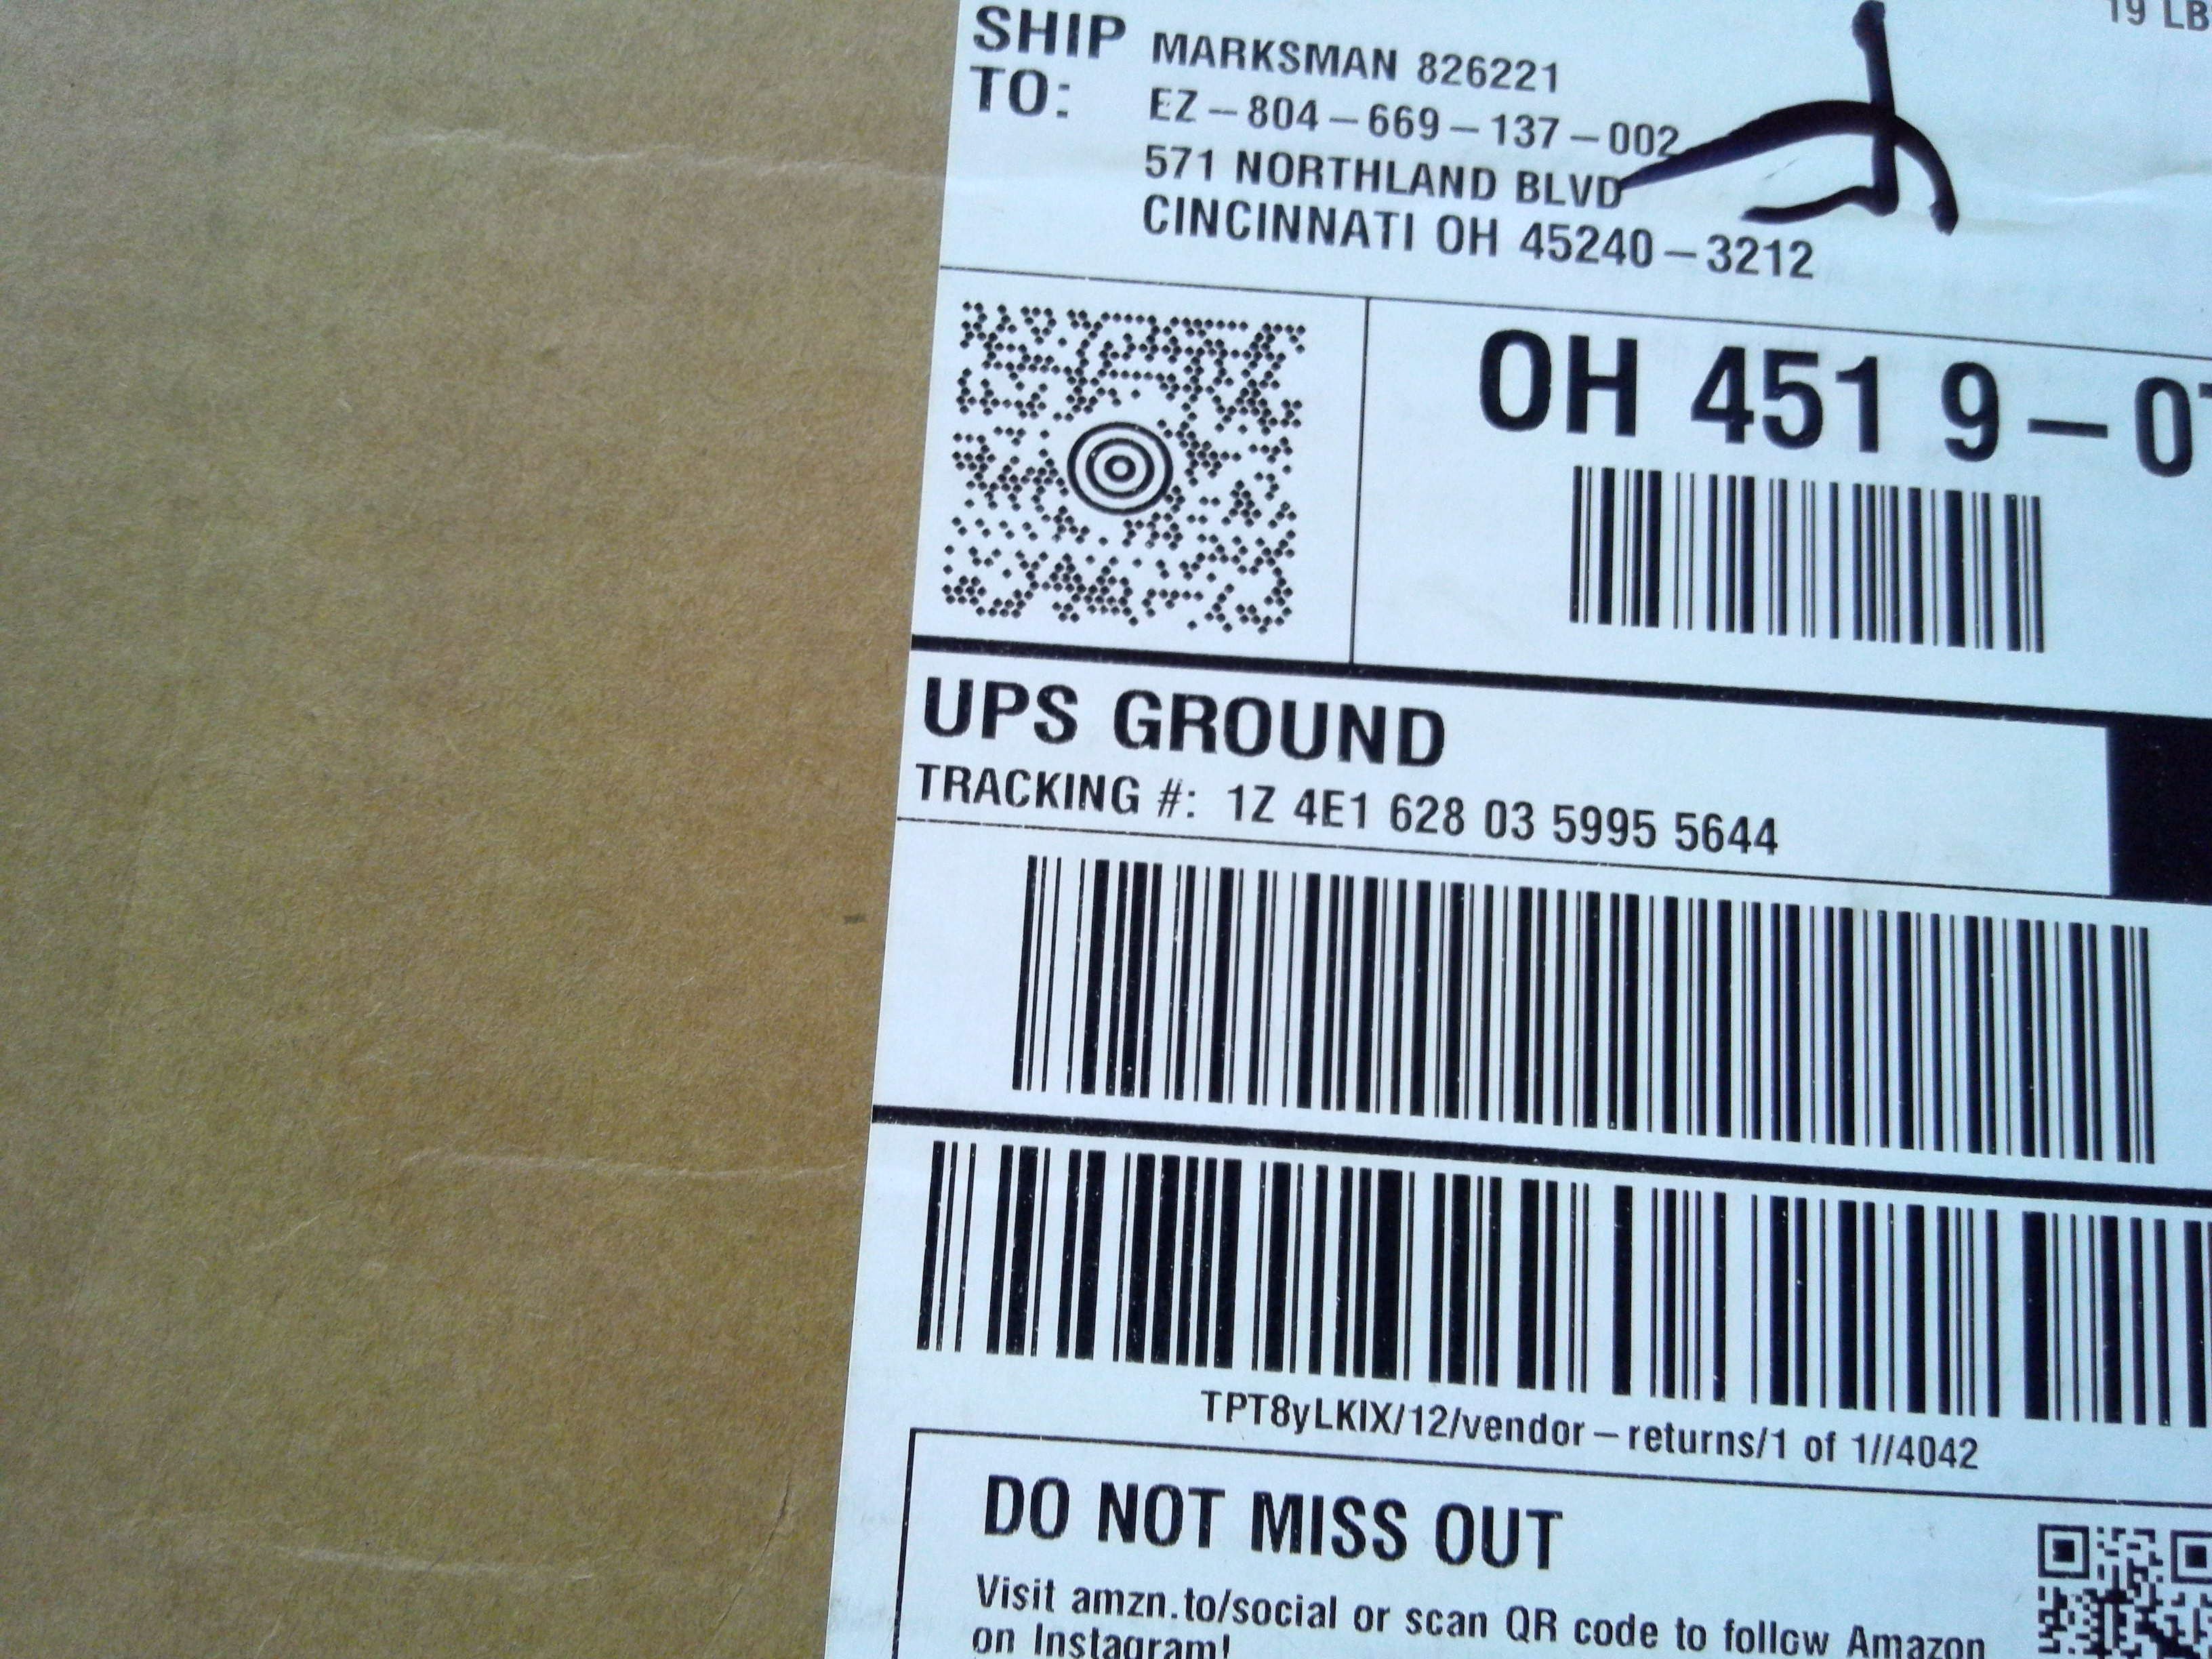 19 LB
SHIP TO:
MARKSMAN 826221
EZ-804-669-137-002
571 NORTHLAND BLVD
CINCINNATI OH 45240-3212
OH 451 9-0
UPS GROUND
TRACKING #: 1Z 4E1 628 03 5995 5644
TPT8yLKIX/12/vendor-returns/1 of 1//4042
DO NOT MISS OUT
Visit amzn.to/social or scan QR code to follow Amazon
on Instagram!